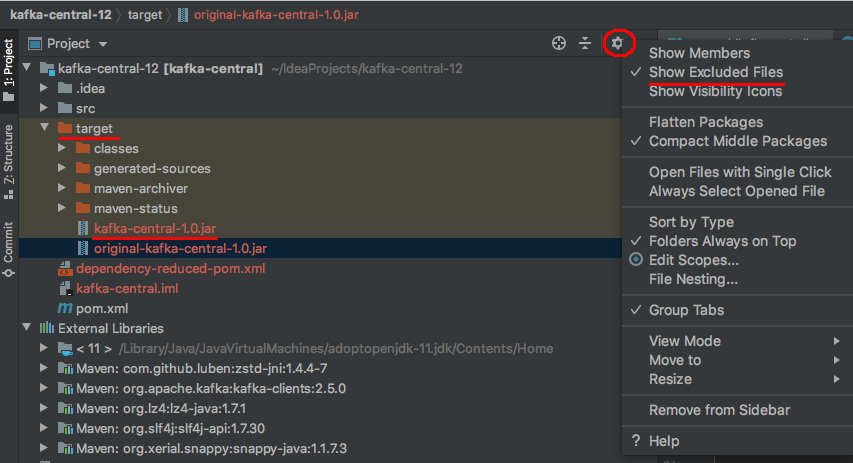 kafka-central-12 〉 target 〉 original-kafka-central-1.0.jar
1: Project
Z: Structure
Commit
Project
kafka-central-12 [kafka-central] ~/IdeaProjects/kafka-central-12
.idea
src
target
classes
generated-sources
maven-archiver
maven-status
kafka-central-1.0.jar
original-kafka-central-1.0.jar
dependency-reduced-pom.xml
kafka-central.iml
pom.xml
External Libraries
< 11 > /Library/Java/JavaVirtualMachines/adoptopenjdk-11.jdk/Contents/Home
Maven: com.github.luben:zstd-jni:1.4.4-7
Maven: org.apache.kafka:kafka-clients:2.5.0
Maven: org.lz4:lz4-java:1.7.1
Maven: org.slf4j:slf4j-api:1.7.30
Maven: org.xerial.snappy:snappy-java:1.1.7.3
Show Members
✓ Show Excluded Files
Show Visibility Icons
Flatten Packages
✓ Compact Middle Packages
Open Files with Single Click
Always Select Opened File
Sort by Type
✓ Folders Always on Top
Edit Scopes...
File Nesting...
✓ Group Tabs
View Mode
Move to
Resize
Remove from Sidebar
? Help